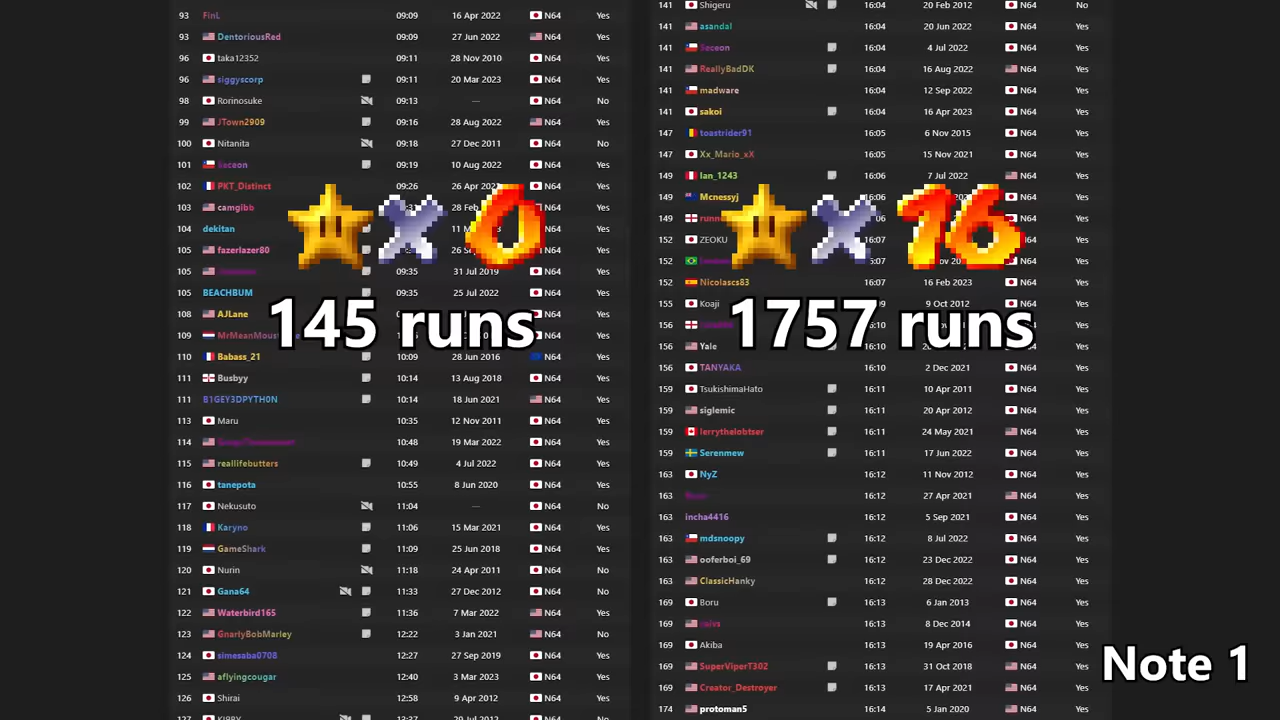 93 FinL 09:09 16 Apr 2022 N64 Yes
93 DentoriousRed 09:09 27 Jun 2022 N64 Yes
96 taka12352 09:11 28 Nov 2010 N64 Yes
96 siggyscorp 09:11 20 Mar 2023 N64 Yes
98 Rorinosuke 09:13 — N64 No
99 JTown2909 09:16 28 Aug 2022 N64 Yes
100 Nitanita 09:18 27 Dec 2011 N64 No
101 09:19 10 Aug 2022 N64 Yes
102 PKT_Distinct 09:26 26 Apr N64 Yes
103 camgibb 28 Feb Yes
104 dekitan Yes
105 fazerlazer80 Yes
105 09:35 31 Jul 2019 N64 Yes
105 BEACHBUM 09:35 25 Jul 2022 N64 Yes
108 AJLane Yes
109 Yes
110 Babass_21 10:09 28 Jun 2016 N64 Yes
111 Busbyy 10:14 13 Aug 2018 N64 Yes
111 B1GEY3DPYTH0N 10:14 18 Jun 2021 N64 Yes
113 Maru 10:35 12 Nov 2011 N64 Yes
114 10:48 19 Mar 2022 N64 Yes
115 reallifebutters 10:49 4 Jul 2022 N64 Yes
116 tanepota 10:55 8 Jun 2020 N64 Yes
117 Nekusuto 11:04 — N64 No
118 Karyno 11:06 15 Mar 2021 N64 Yes
119 GameShark 11:09 25 Jun 2018 N64 Yes
120 Nurin 11:18 24 Apr 2011 N64 No
121 Gana64 11:33 27 Dec 2012 N64 No
122 Waterbird165 11:36 7 Mar 2022 N64 Yes
123 GnarlyBobMarley 12:22 3 Jan 2021 N64 No
124 simesaba0708 12:27 27 Sep 2019 N64 Yes
125 aflyingcougar 12:40 3 Mar 2023 N64 Yes
126 Shirai 12:58 9 Apr 2012 N64 Yes
127 KIRBY 13:37 29 Jul 2012 N64 Yes
x 0
145 runs
141 Shigeru 16:04 20 Feb 2012 N64 No
141 asandal 16:04 20 Jun 2022 N64 Yes
141 16:04 4 Jul 2022 N64 Yes
141 ReallyBadDK 16:04 16 Aug 2022 N64 Yes
141 madware 16:04 12 Sep 2022 N64 Yes
141 sakoi 16:04 16 Apr 2023 N64 Yes
147 toastrider91 16:05 6 Nov 2015 N64 Yes
147 Xx_Mario_xX 16:05 15 Nov 2021 N64 Yes
149 Ian_1243 16:06 7 Jul 2022 N64 Yes
149 Mcnessyj Yes
149 Yes
152 ZEOKU Yes
152 Yes
152 Nicolascs83 16:07 16 Feb 2023 N64 Yes
155 Koaji 9 Oct 2012 N64 Yes
156 Yes
156 Yale Yes
156 TANYAKA 16:10 2 Dec 2021 N64 Yes
159 TsukishimaHato 16:11 10 Apr 2011 N64 Yes
159 siglemic 16:11 20 Apr 2012 N64 Yes
159 lerrythelobtser 16:11 24 May 2021 N64 Yes
159 Serenmew 16:11 17 Jun 2022 N64 Yes
163 NyZ 16:12 11 Nov 2012 N64 Yes
163 16:12 27 Apr 2021 N64 Yes
163 incha4416 16:12 5 Sep 2021 N64 Yes
163 mdsnoopy 16:12 8 Jul 2022 N64 Yes
163 ooferboi_69 16:12 23 Dec 2022 N64 Yes
163 ClassicHanky 16:12 28 Dec 2022 N64 Yes
169 Boru 16:13 6 Jan 2013 N64 Yes
169 16:13 8 Dec 2014 N64 Yes
169 Akiba 16:13 19 Apr 2016 N64 Yes
169 SuperViperT302 16:13 31 Oct 2018 N64 Yes
169 Creator_Destroyer 16:13 17 Apr 2021 N64 Yes
174 protoman5 16:14 5 Jan 2020 N64 Yes
x 16
1757 runs
Note 1